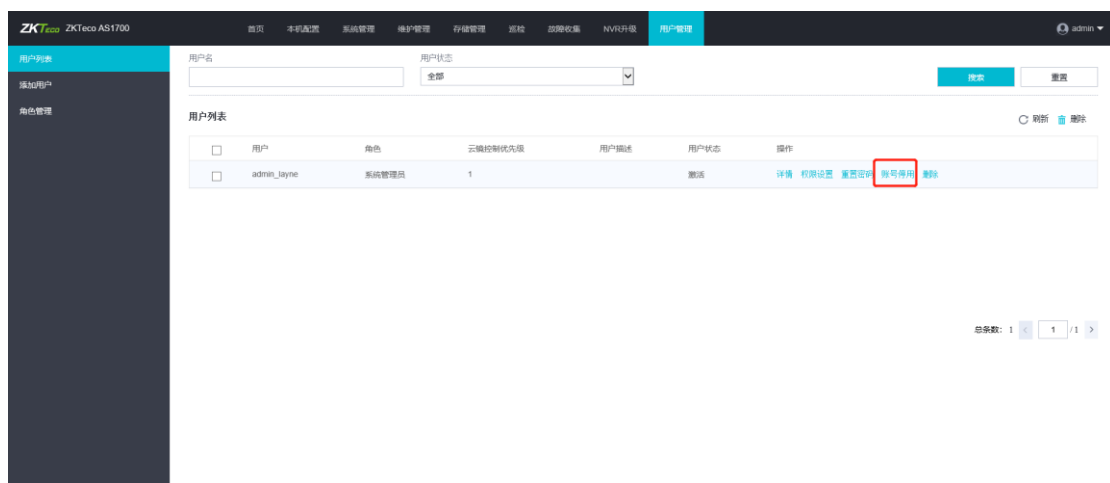 ZKTeco ZKTeco AS1700 首页 本机配置 系统管理 维护管理 存储管理 巡检 故障收集 NVR升级 用户管理 admin
用户列表
添加用户
角色管理
用户名 用户状态
全部 搜索 重置
用户列表 刷新 删除
用户 角色 云镜控制优先级 用户描述 用户状态 操作
admin_layne 系统管理员 1 激活 详情 权限设置 重置密码 账号停用 删除
总条数: 1 < 1 /1 >